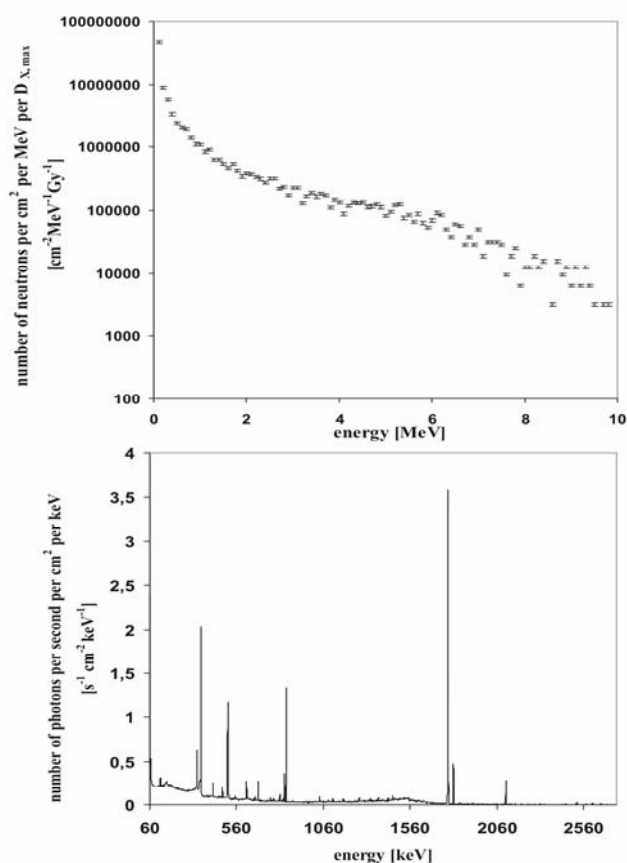 number of neutrons per cm² per MeV per D X,max
[cm⁻²MeV⁻¹Gy⁻¹]
100000000
10000000
1000000
100000
10000
1000
100
0 2 4 6 8 10
energy [MeV]
number of photons per second per cm² per keV
[s⁻¹ cm⁻² keV⁻¹]
4
3,5
3
2,5
2
1,5
1
0,5
0
60 560 1060 1560 2060 2560
energy [keV]